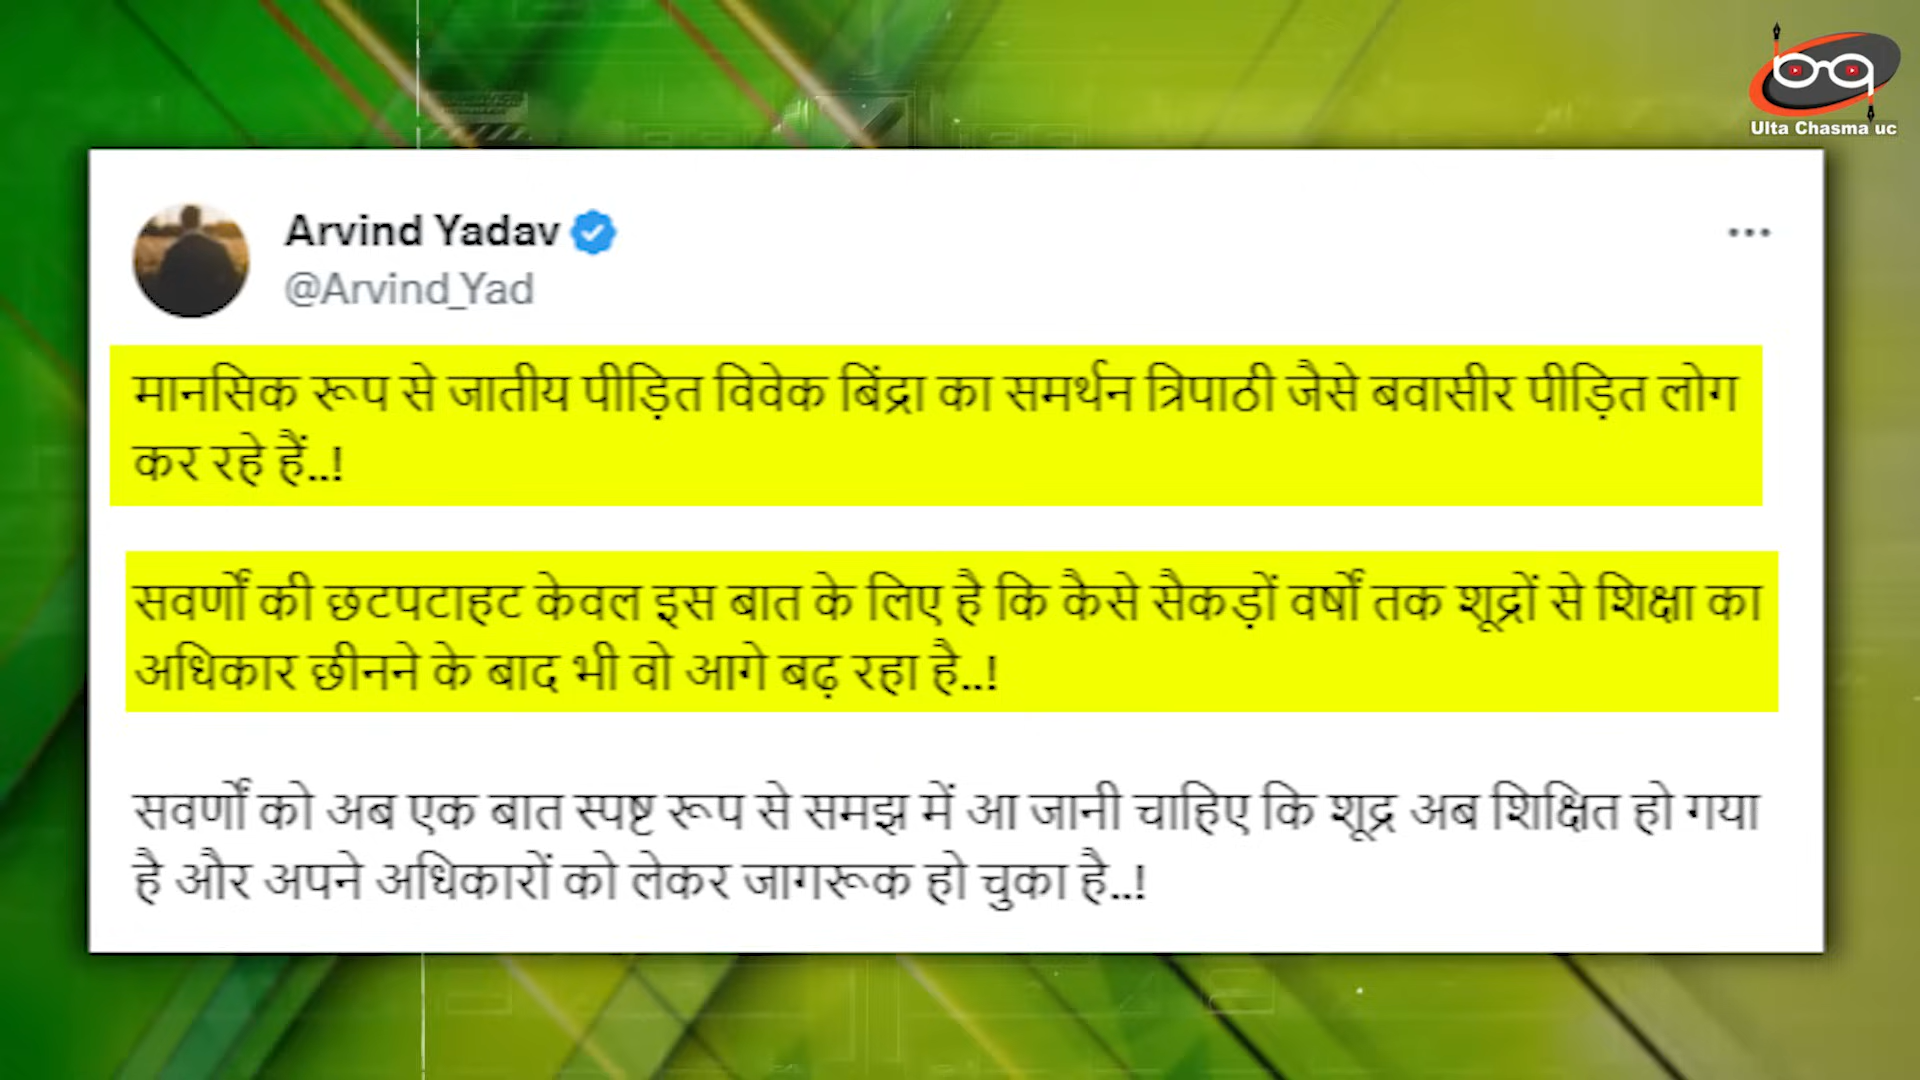 Ulta Chasma uc
Arvind Yadav
@Arvind_Yad
मानसिक रूप से जातीय पीड़ित विवेक बिंद्रा का समर्थन त्रिपाठी जैसे बवासीर पीड़ित लोग
कर रहे हैं..!
सवर्णों की छटपटाहट केवल इस बात के लिए है कि कैसे सैकड़ों वर्षों तक शूद्रों से शिक्षा का
अधिकार छीनने के बाद भी वो आगे बढ़ रहा है..!
सवर्णों को अब एक बात स्पष्ट रूप से समझ में आ जानी चाहिए कि शूद्र अब शिक्षित हो गया
है और अपने अधिकारों को लेकर जागरूक हो चुका है..!